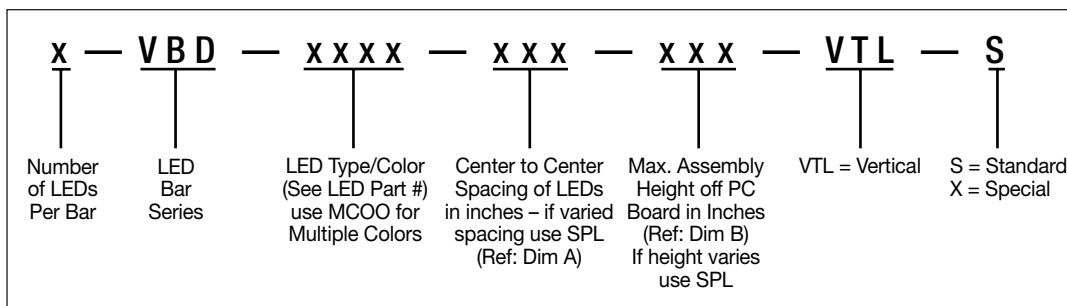 x — VBD — xxxx — xxx — xxx — VTL — S
Number
of LEDs
Per Bar
LED
Bar
Series
LED Type/Color
(See LED Part #)
use MCOO for
Multiple Colors
Center to Center
Spacing of LEDs
in inches – if varied
spacing use SPL
(Ref: Dim A)
Max. Assembly
Height off PC
Board in Inches
(Ref: Dim B)
If height varies
use SPL
VTL = Vertical
S = Standard
X = Special